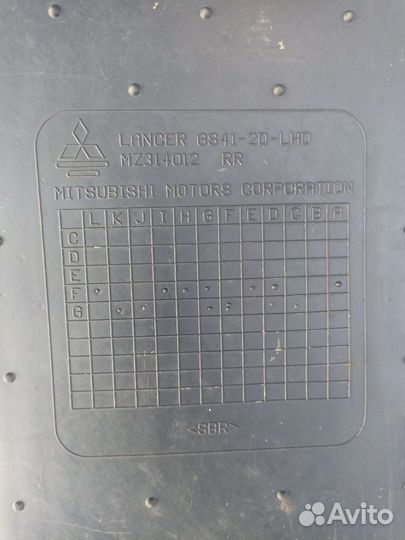 LANCER GS41-2D-LHD
MZ314012 RR
MITSUBISHI MOTORS CORPORATION
L K J I H G F E D C B A
C
D
E
F
G
<SBR>
Avito